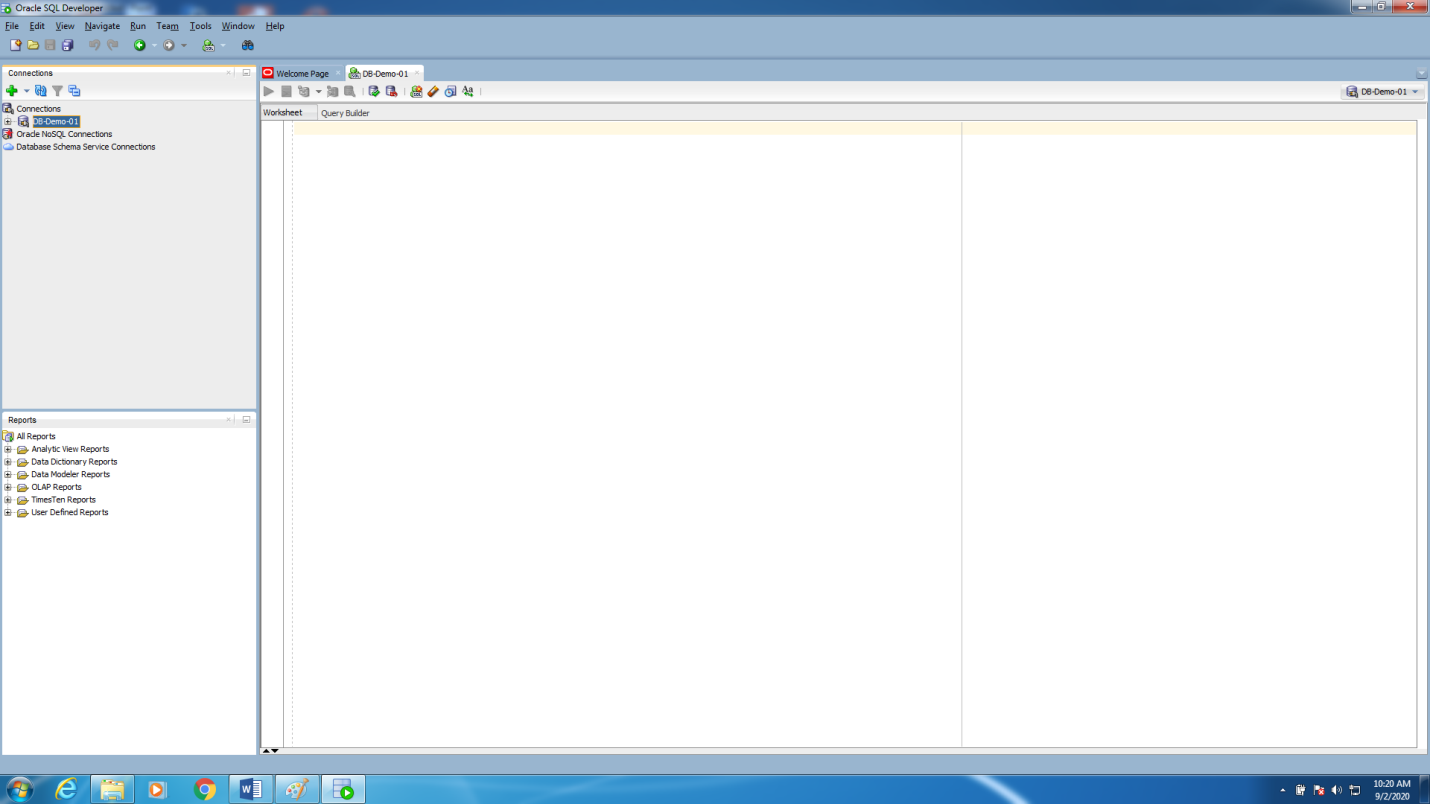 Oracle SQL Developer
File Edit View Navigate Run Team Tools Window Help
Connections
Connections
DB-Demo-01
Oracle NoSQL Connections
Database Schema Service Connections
Reports
All Reports
Analytic View Reports
Data Dictionary Reports
Data Modeler Reports
OLAP Reports
TimesTen Reports
User Defined Reports
Welcome Page DB-Demo-01
DB-Demo-01
Worksheet Query Builder
10:20 AM
9/2/2020